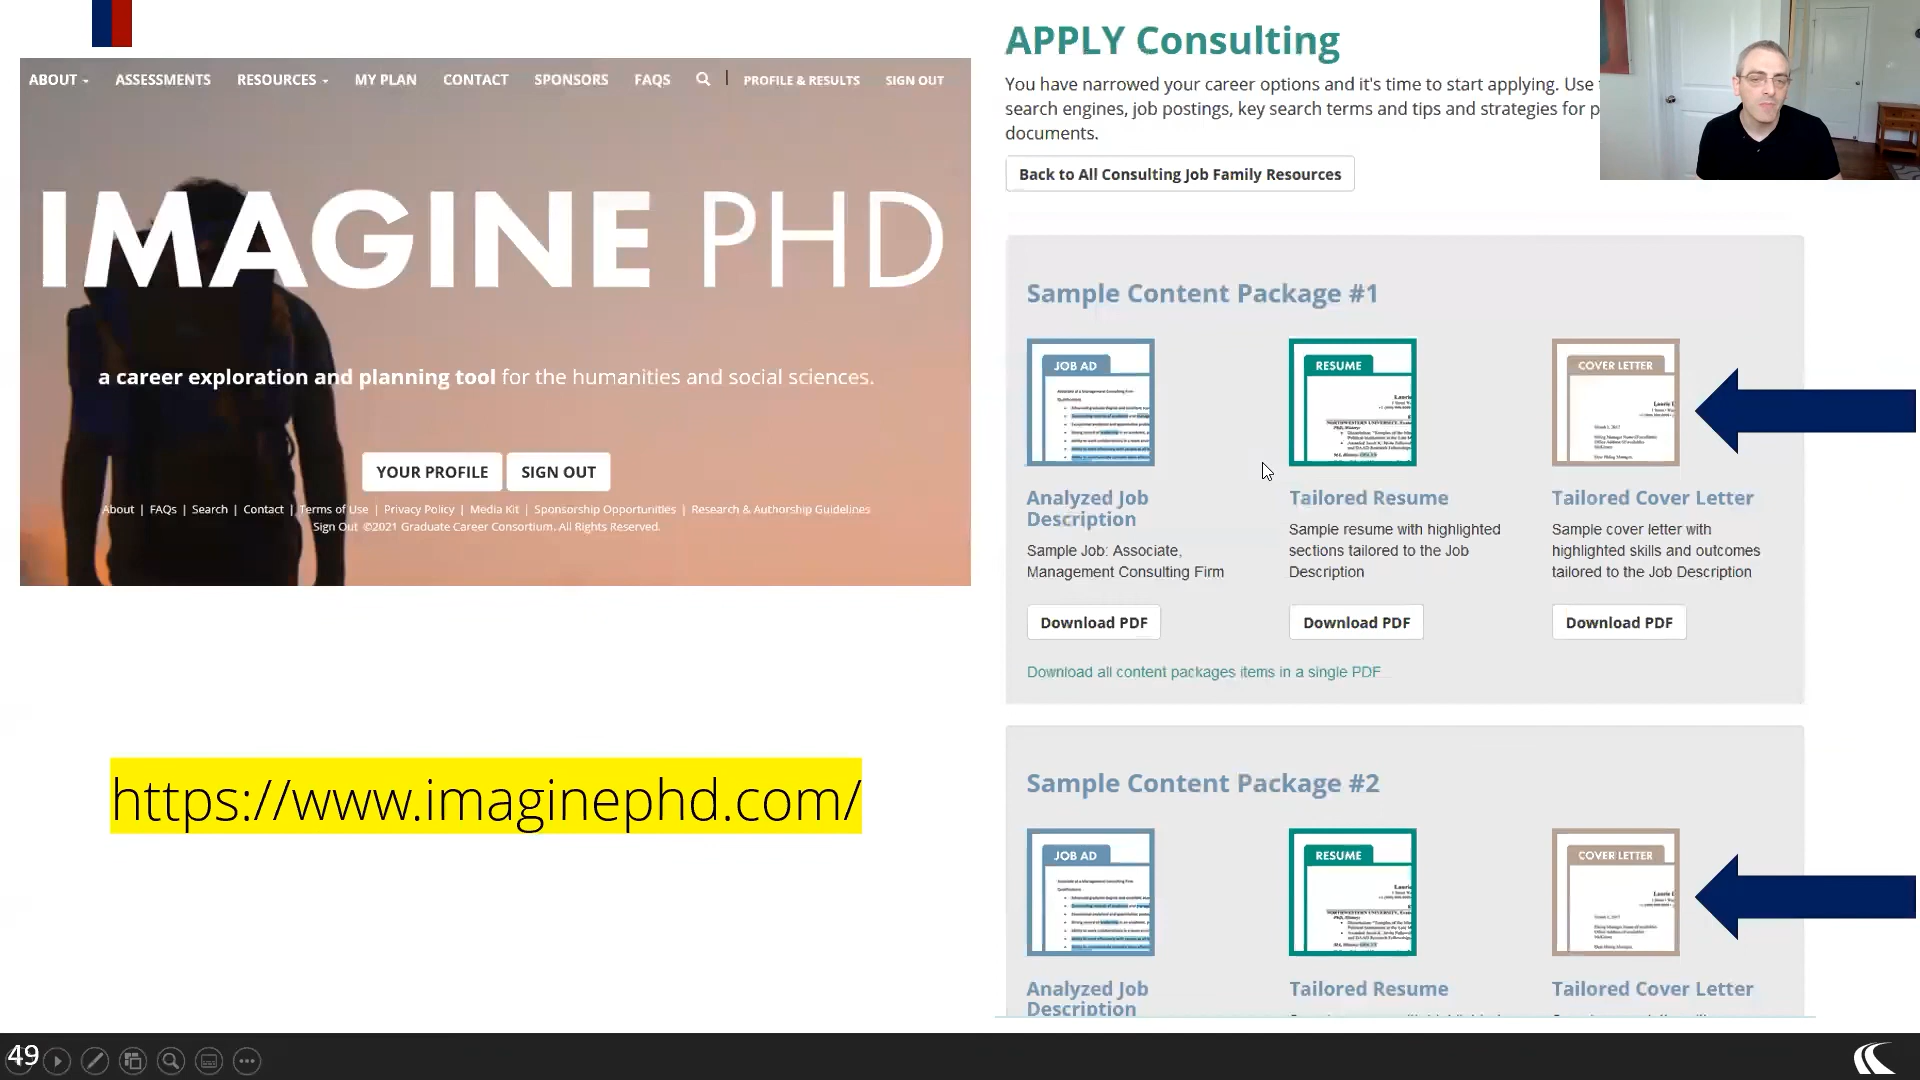 ABOUT ASSESSMENTS RESOURCES MY PLAN CONTACT SPONSORS FAQS PROFILE & RESULTS SIGN OUT
IMAGINE PHD
a career exploration and planning tool for the humanities and social sciences.
YOUR PROFILE SIGN OUT
About | FAQs | Search | Contact | Terms of Use | Privacy Policy | Media Kit | Sponsorship Opportunities | Research & Authorship Guidelines
Sign Out ©2021 Graduate Career Consortium. All Rights Reserved.
https://www.imaginephd.com/
APPLY Consulting
You have narrowed your career options and it's time to start applying. Use
search engines, job postings, key search terms and tips and strategies for p
documents.
Back to All Consulting Job Family Resources
Sample Content Package #1
JOB AD
RESUME
COVER LETTER
Analyzed Job
Description
Sample Job: Associate,
Management Consulting Firm
Download PDF
Tailored Resume
Sample resume with highlighted
sections tailored to the Job
Description
Download PDF
Tailored Cover Letter
Sample cover letter with
highlighted skills and outcomes
tailored to the Job Description
Download PDF
Download all content packages items in a single PDF
Sample Content Package #2
JOB AD
RESUME
COVER LETTER
Analyzed Job
Description
Tailored Resume
Tailored Cover Letter
49